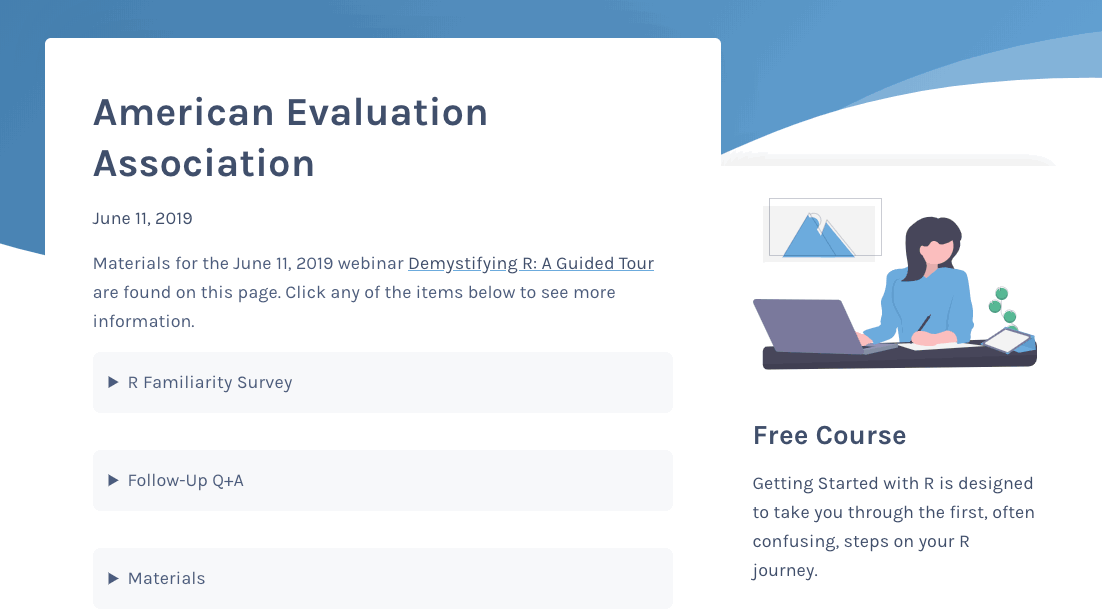 American Evaluation
Association
June 11, 2019
Materials for the June 11, 2019 webinar Demystifying R: A Guided Tour
are found on this page. Click any of the items below to see more
information.
R Familiarity Survey
Follow-Up Q+A
Materials
Free Course
Getting Started with R is designed
to take you through the first, often
confusing, steps on your R
journey.